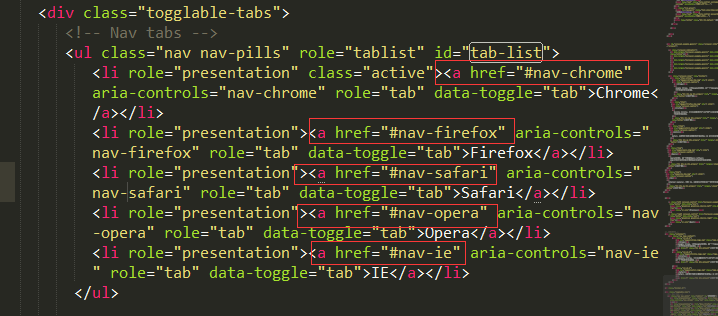 <div class="togglable-tabs">
<!-- Nav tabs -->
<ul class="nav nav-pills" role="tablist" id="tab-list">
<li role="presentation" class="active"><a href="#nav-chrome"
aria-controls="nav-chrome" role="tab" data-toggle="tab">Chrome<
/a></li>
<li role="presentation"><a href="#nav-firefox" aria-controls="
nav-firefox" role="tab" data-toggle="tab">Firefox</a></li>
<li role="presentation"><a href="#nav-safari" aria-controls="
nav-safari" role="tab" data-toggle="tab">Safari</a></li>
<li role="presentation"><a href="#nav-opera" aria-controls="nav
-opera" role="tab" data-toggle="tab">Opera</a></li>
<li role="presentation"><a href="#nav-ie" aria-controls="nav-ie
" role="tab" data-toggle="tab">IE</a></li>
</ul>